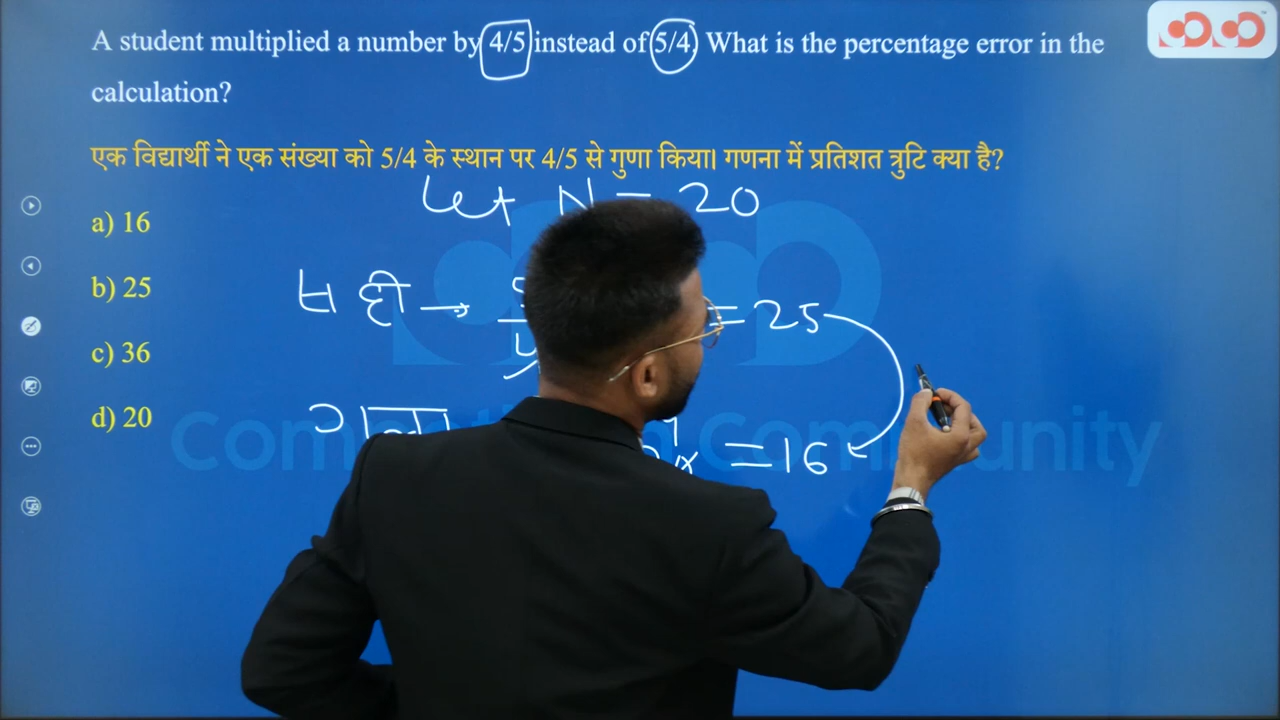 A student multiplied a number by 4/5 instead of 5/4. What is the percentage error in the
calculation?
एक विद्यार्थी ने एक संख्या को 5/4 के स्थान पर 4/5 से गुणा किया। गणना में प्रतिशत त्रुटि क्या है?
Let N = 20
a) 16
सही → = 25
b) 25
c) 36
d) 20
= 16